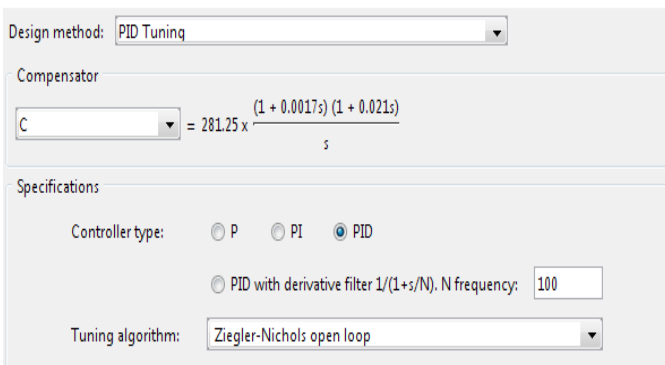 Design method: PID Tuning
Compensator
C = 281.25 x (1 + 0.0017s) (1 + 0.021s)
s
Specifications
Controller type: P PI PID
PID with derivative filter 1/(1+s/N). N frequency: 100
Tuning algorithm: Ziegler-Nichols open loop